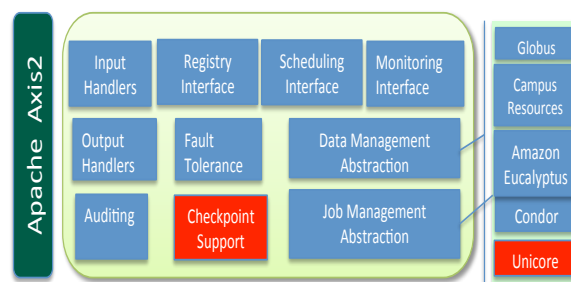 Apache Axis2
Input
Handlers
Registry
Interface
Scheduling
Interface
Monitoring
Interface
Output
Handlers
Fault
Tolerance
Data Management
Abstraction
Auditing
Checkpoint
Support
Job Management
Abstraction
Globus
Campus
Resources
Amazon
Eucalyptus
Condor
Unicore